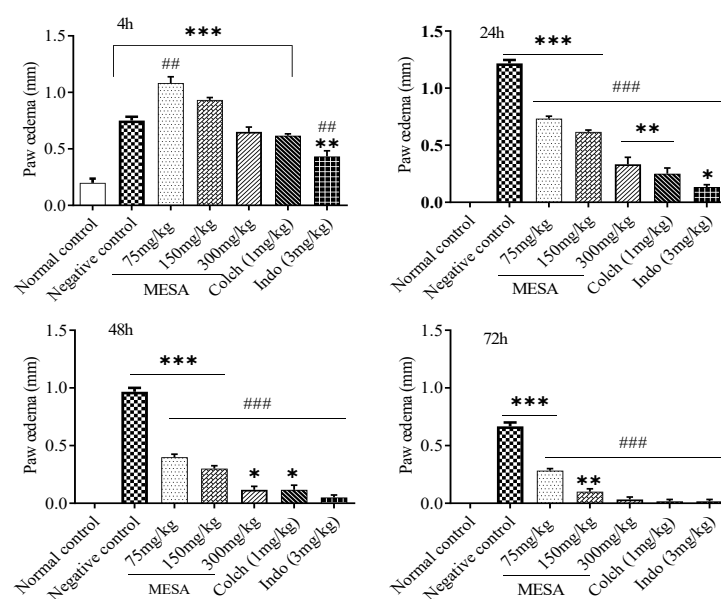 4h
***
##
##
**
1.5
1.0
0.5
0.0
Paw œdema (mm)
Normal control
Negative control
75mg/kg
150mg/kg
300mg/kg
Colch (1mg/kg)
Indo (3mg/kg)
MESA
24h
***
###
**
*
1.5
1.0
0.5
0.0
Paw œdema (mm)
Normal control
Negative control
75mg/kg
150mg/kg
300mg/kg
Colch (1mg/kg)
Indo (3mg/kg)
MESA
48h
***
###
*
*
1.5
1.0
0.5
0.0
Paw œdema (mm)
Normal control
Negative control
75mg/kg
150mg/kg
300mg/kg
Colch (1mg/kg)
Indo (3mg/kg)
MESA
72h
***
###
**
1.5
1.0
0.5
0.0
Paw œdema (mm)
Normal control
Negative control
75mg/kg
150mg/kg
300mg/kg
Colch (1mg/kg)
Indo (3mg/kg)
MESA